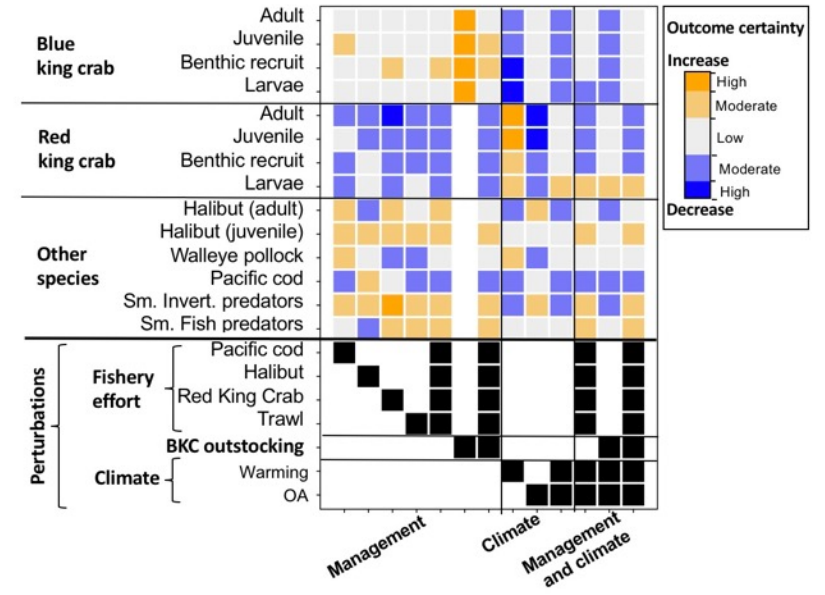 Blue
king crab
Adult
Juvenile
Benthic recruit
Larvae
Red
king crab
Adult
Juvenile
Benthic recruit
Larvae
Other
species
Halibut (adult)
Halibut (juvenile)
Walleye pollock
Pacific cod
Sm. Invert. predators
Sm. Fish predators
Perturbations
Fishery
effort
Pacific cod
Halibut
Red King Crab
Trawl
BKC outstocking
Climate
Warming
OA
Management
Climate
Management
and climate
Outcome certainty
Increase
High
Moderate
Low
Moderate
High
Decrease